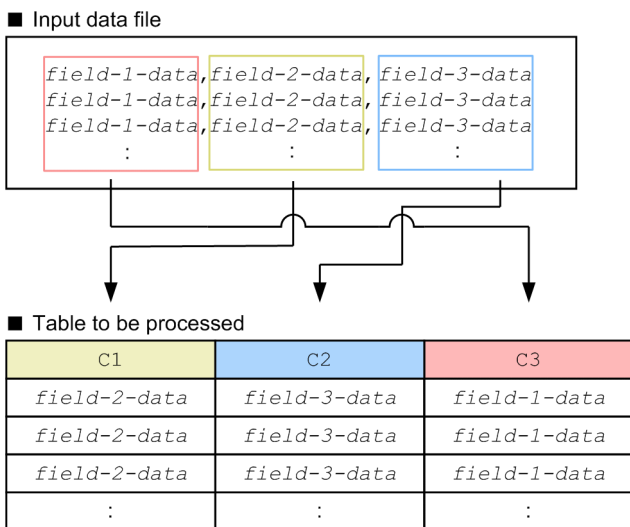 ■ Input data file
field-1-data,field-2-data,field-3-data
field-1-data,field-2-data,field-3-data
field-1-data,field-2-data,field-3-data
: : :
■ Table to be processed
C1 C2 C3
field-2-data field-3-data field-1-data
field-2-data field-3-data field-1-data
field-2-data field-3-data field-1-data
: : :